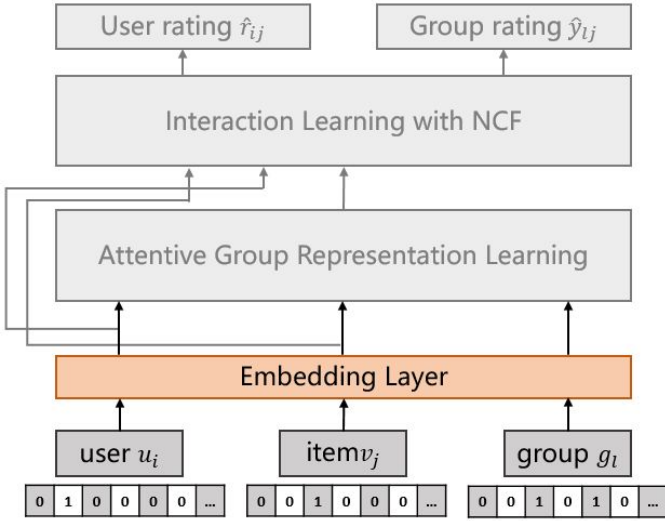 User rating r̂ij
Group rating ŷlj
Interaction Learning with NCF
Attentive Group Representation Learning
Embedding Layer
user ui
itemvj
group gl
0 1 0 0 0 0 ...
0 0 1 0 0 0 ...
0 0 1 0 1 0 ...